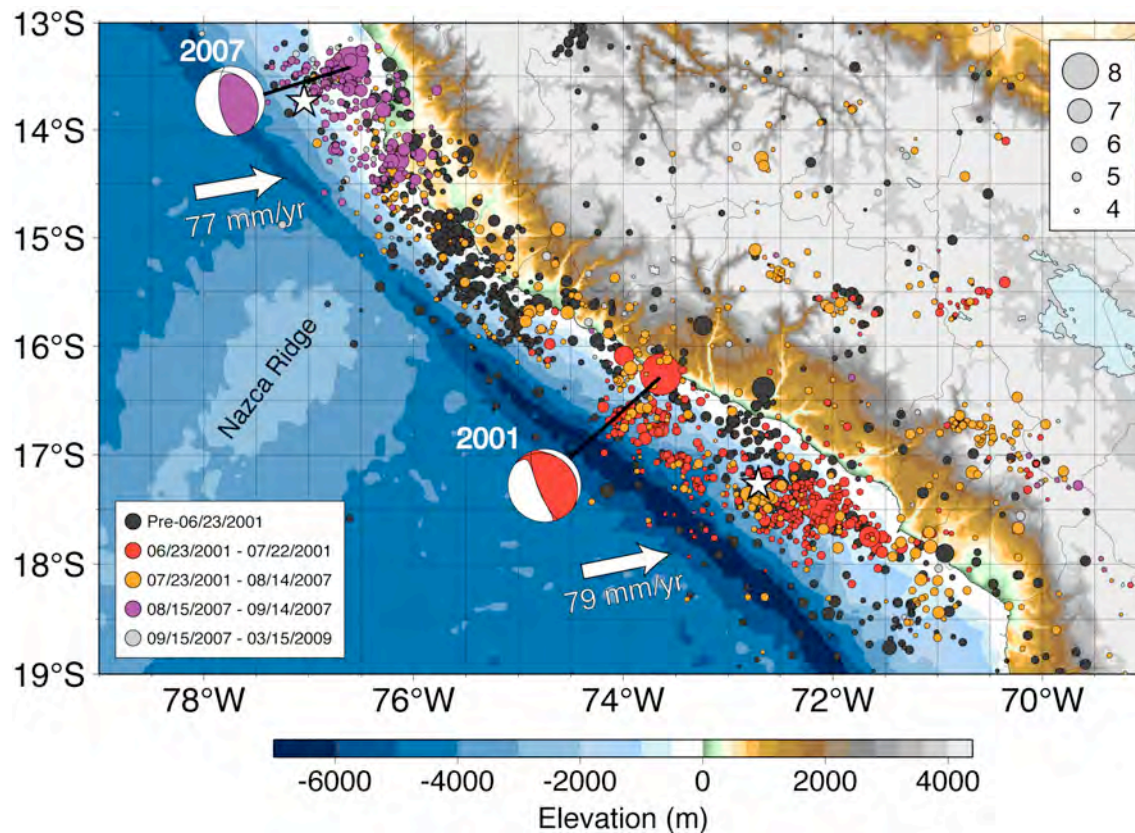 13°S
14°S
15°S
16°S
17°S
18°S
19°S
2007
77 mm/yr
Nazca Ridge
2001
79 mm/yr
8
7
6
5
4
Pre-06/23/2001
06/23/2001 - 07/22/2001
07/23/2001 - 08/14/2007
08/15/2007 - 09/14/2007
09/15/2007 - 03/15/2009
78°W 76°W 74°W 72°W 70°W
-6000 -4000 -2000 0 2000 4000
Elevation (m)